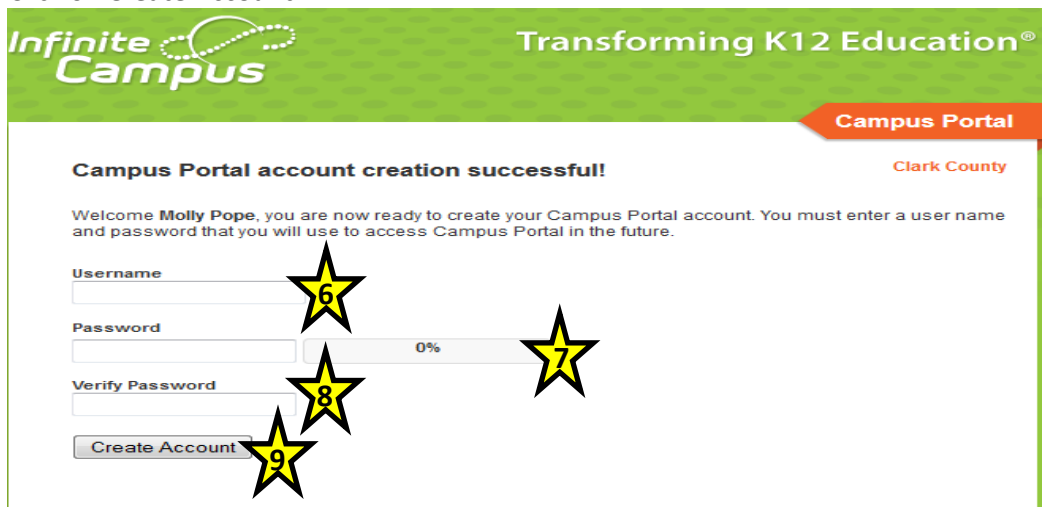 Infinite
Campus
Transforming K12 Education®
Campus Portal
Campus Portal account creation successful!
Clark County
Welcome Molly Pope, you are now ready to create your Campus Portal account. You must enter a user name
and password that you will use to access Campus Portal in the future.
Username
6
Password
0%
7
Verify Password
8
Create Account
9